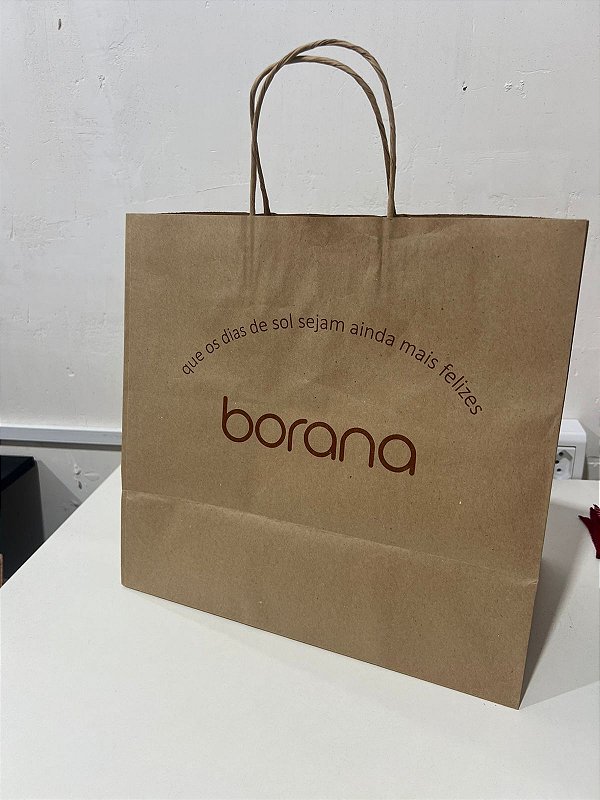 que os dias de sol sejam ainda mais felizes
borana